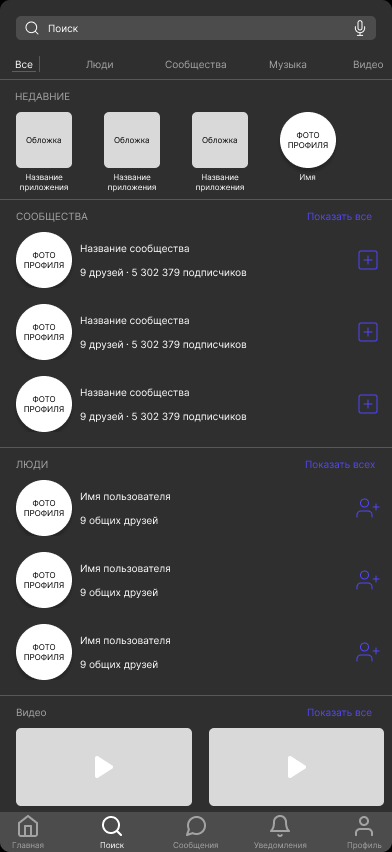 Поиск
Все Люди Сообщества Музыка Видео
НЕДАВНИЕ
Обложка Обложка Обложка ФОТО ПРОФИЛЯ
Название приложения Название приложения Название приложения Имя
СООБЩЕСТВА Показать все
ФОТО ПРОФИЛЯ
Название сообщества
9 друзей · 5 302 379 подписчиков
ФОТО ПРОФИЛЯ
Название сообщества
9 друзей · 5 302 379 подписчиков
ФОТО ПРОФИЛЯ
Название сообщества
9 друзей · 5 302 379 подписчиков
ЛЮДИ Показать всех
ФОТО ПРОФИЛЯ
Имя пользователя
9 общих друзей
ФОТО ПРОФИЛЯ
Имя пользователя
9 общих друзей
ФОТО ПРОФИЛЯ
Имя пользователя
9 общих друзей
Видео Показать все
Главная Поиск Сообщения Уведомления Профиль